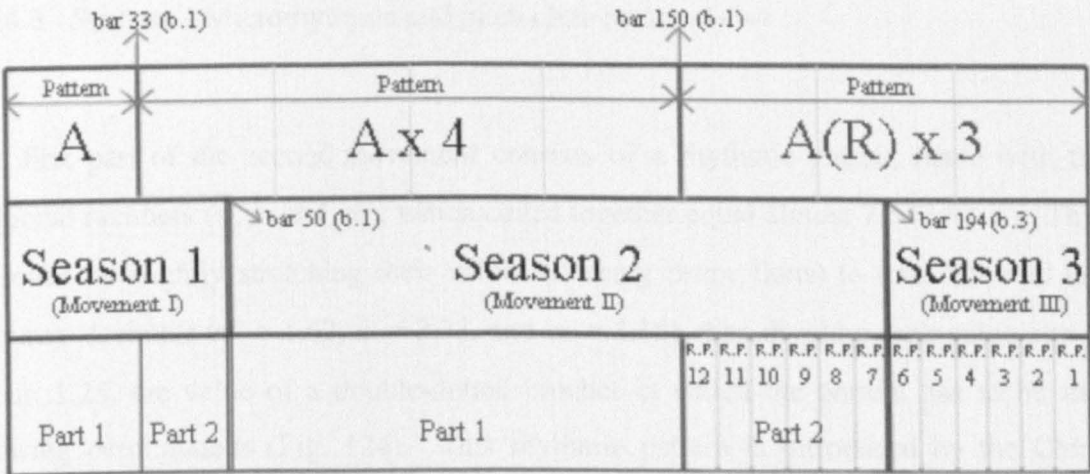 bar 33 (b.1) bar 150 (b.1)
Pattern Pattern Pattern
A A x 4 A(R) x 3
bar 50 (b.1) bar 194 (b.3)
Season 1 Season 2 Season 3
(Movement I) (Movement II) (Movement III)
R.P. R.P. R.P. R.P. R.P. R.P. R.P. R.P. R.P. R.P. R.P. R.P.
12 11 10 9 8 7 6 5 4 3 2 1
Part 1 Part 2 Part 1 Part 2